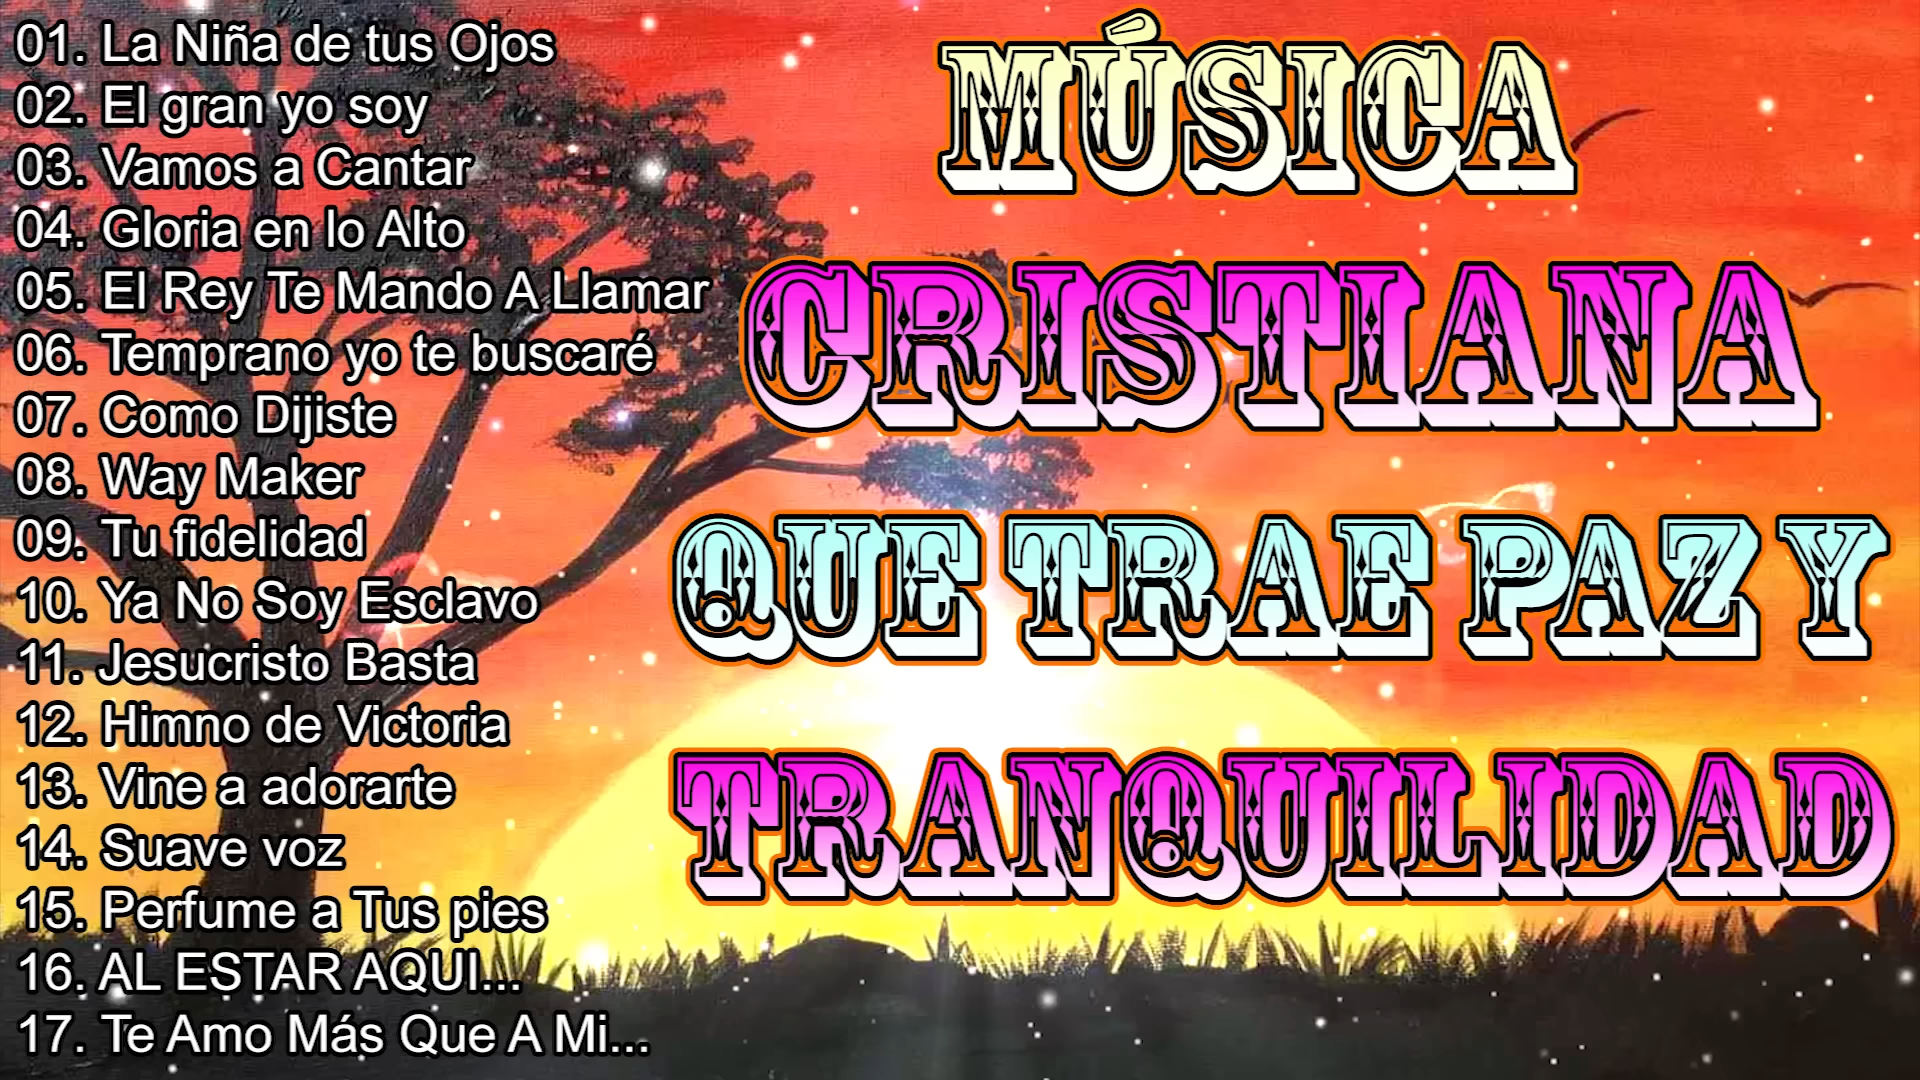 01. La Niña de tus Ojos
02. El gran yo soy
03. Vamos a Cantar
04. Gloria en lo Alto
05. El Rey Te Mando A Llamar
06. Temprano yo te buscaré
07. Como Dijiste
08. Way Maker
09. Tu fidelidad
10. Ya No Soy Esclavo
11. Jesucristo Basta
12. Himno de Victoria
13. Vine a adorarte
14. Suave voz
15. Perfume a Tus pies
16. AL ESTAR AQUI...
17. Te Amo Más Que A Mi...
MÚSICA
CRISTIANA
QUE TRAE PAZ Y
TRANQUILIDAD